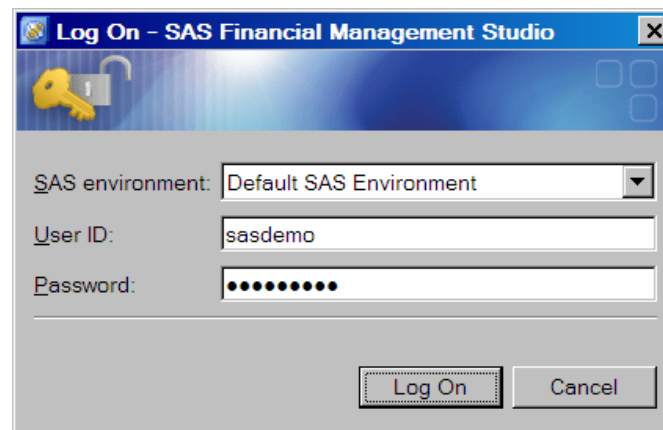 Log On - SAS Financial Management Studio
SAS environment: Default SAS Environment
User ID: sasdemo
Password: •••••••••
Log On Cancel